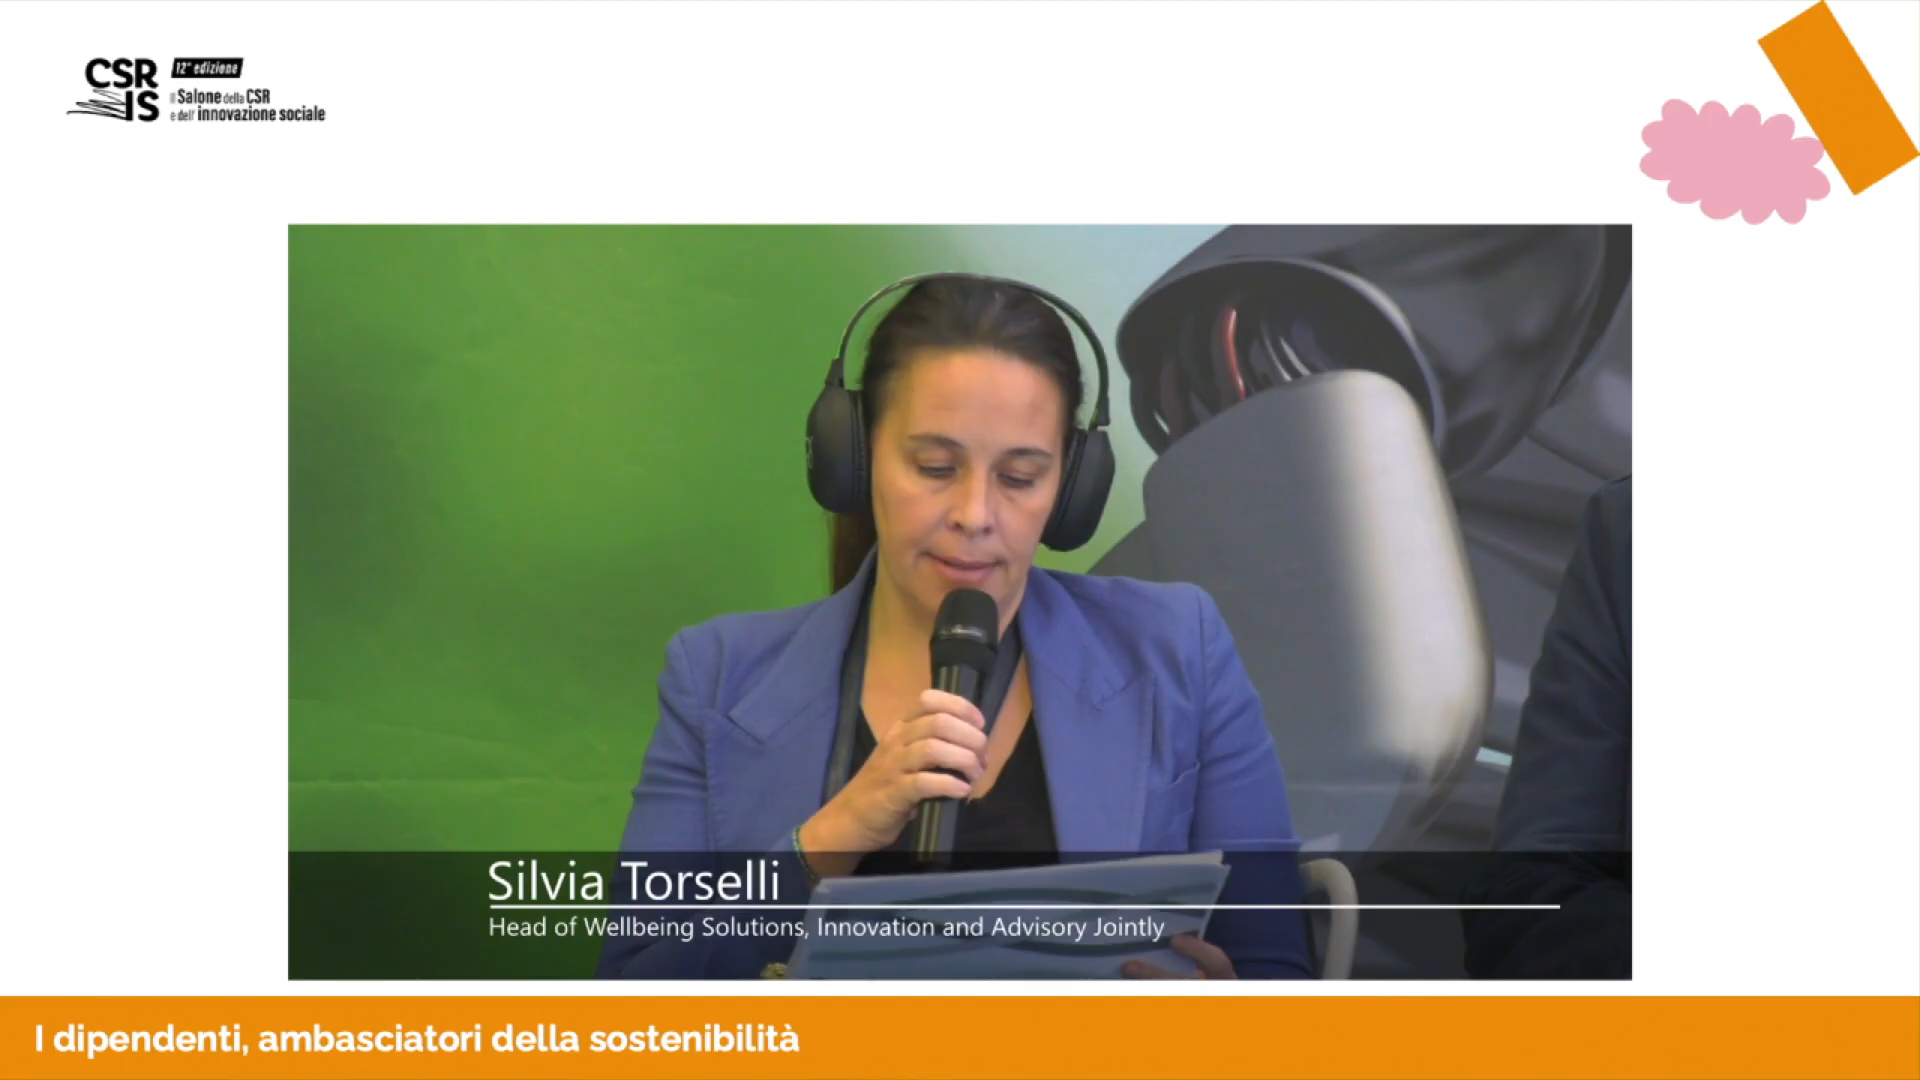 CSR
IS
12ª edizione
Il Salone della CSR
e dell'innovazione sociale
Silvia Torselli
Head of Wellbeing Solutions, Innovation and Advisory Jointly
I dipendenti, ambasciatori della sostenibilità